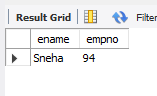 Result Grid Filter
ename empno
Sneha 94